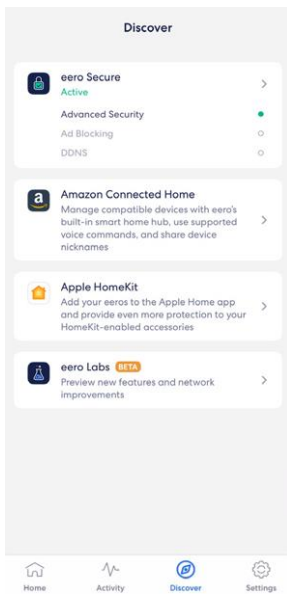 Discover
eero Secure
Active
Advanced Security
Ad Blocking
DDNS
a
Amazon Connected Home
Manage compatible devices with eero's
built-in smart home hub, use supported
voice commands, and share device
nicknames
Apple HomeKit
Add your eeros to the Apple Home app
and provide even more protection to your
HomeKit-enabled accessories
eero Labs BETA
Preview new features and network
improvements
Home Activity Discover Settings